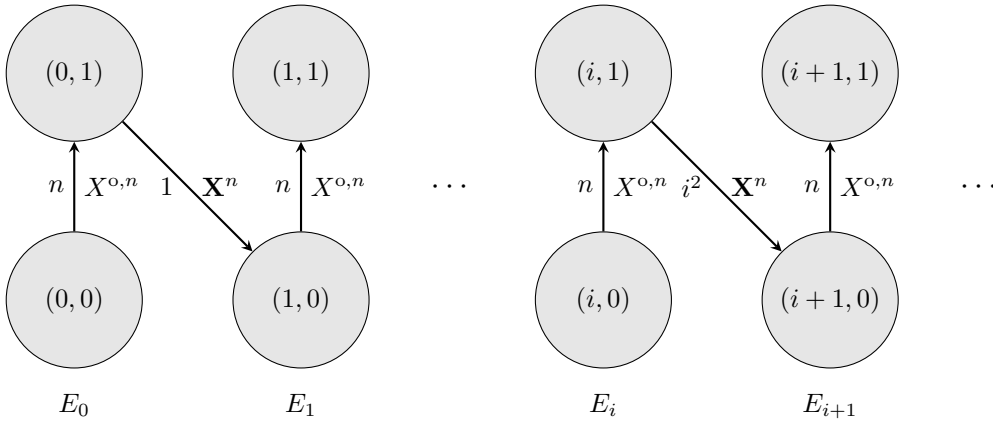 (0, 1) (1, 1) (i, 1) (i + 1, 1)
n X^{o,n} 1 𝐗^n n X^{o,n} ··· n X^{o,n} i^2 𝐗^n n X^{o,n} ···
(0, 0) (1, 0) (i, 0) (i + 1, 0)
E_0 E_1 E_i E_{i+1}